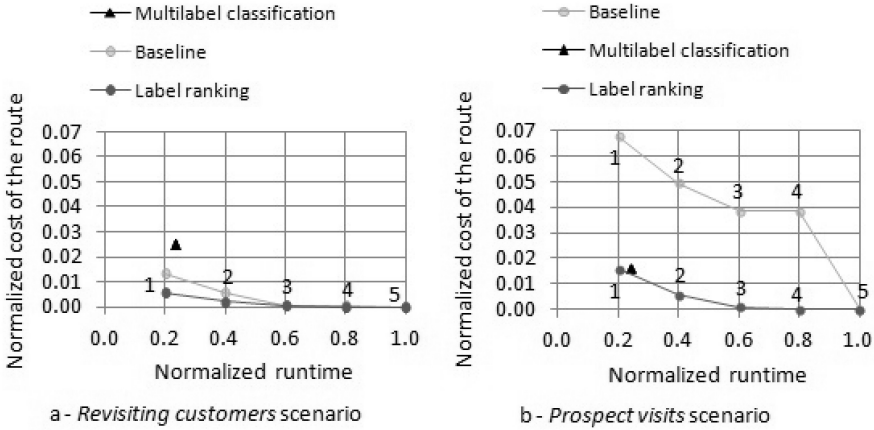 Multilabel classification
Baseline
Label ranking
Normalized cost of the route
0.07
0.06
0.05
0.04
0.03
0.02
0.01
0.00
1
2
3
4
5
0.0 0.2 0.4 0.6 0.8 1.0
Normalized runtime
a - Revisiting customers scenario
Baseline
Multilabel classification
Label ranking
Normalized cost of the route
0.07
0.06
0.05
0.04
0.03
0.02
0.01
0.00
1
2
3
4
1
2
3
4
5
0.0 0.2 0.4 0.6 0.8 1.0
Normalized runtime
b - Prospect visits scenario